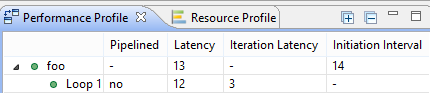 Performance Profile Resource Profile
Pipelined Latency Iteration Latency Initiation Interval
foo - 13 - 14
Loop 1 no 12 3 -